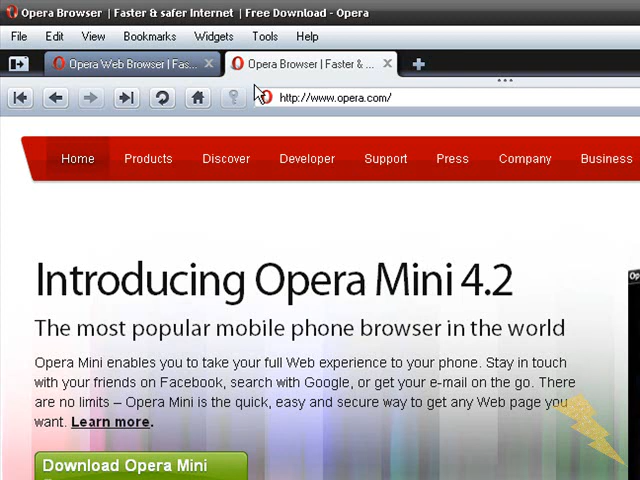 Opera Browser | Faster & safer Internet | Free Download - Opera
File Edit View Bookmarks Widgets Tools Help
Opera Web Browser | Fas... Opera Browser | Faster & ...
http://www.opera.com/
Home Products Discover Developer Support Press Company Business
Introducing Opera Mini 4.2
The most popular mobile phone browser in the world
Opera Mini enables you to take your full Web experience to your phone. Stay in touch
with your friends on Facebook, search with Google, or get your e-mail on the go. There
are no limits – Opera Mini is the quick, easy and secure way to get any Web page you
want. Learn more.
Download Opera Mini